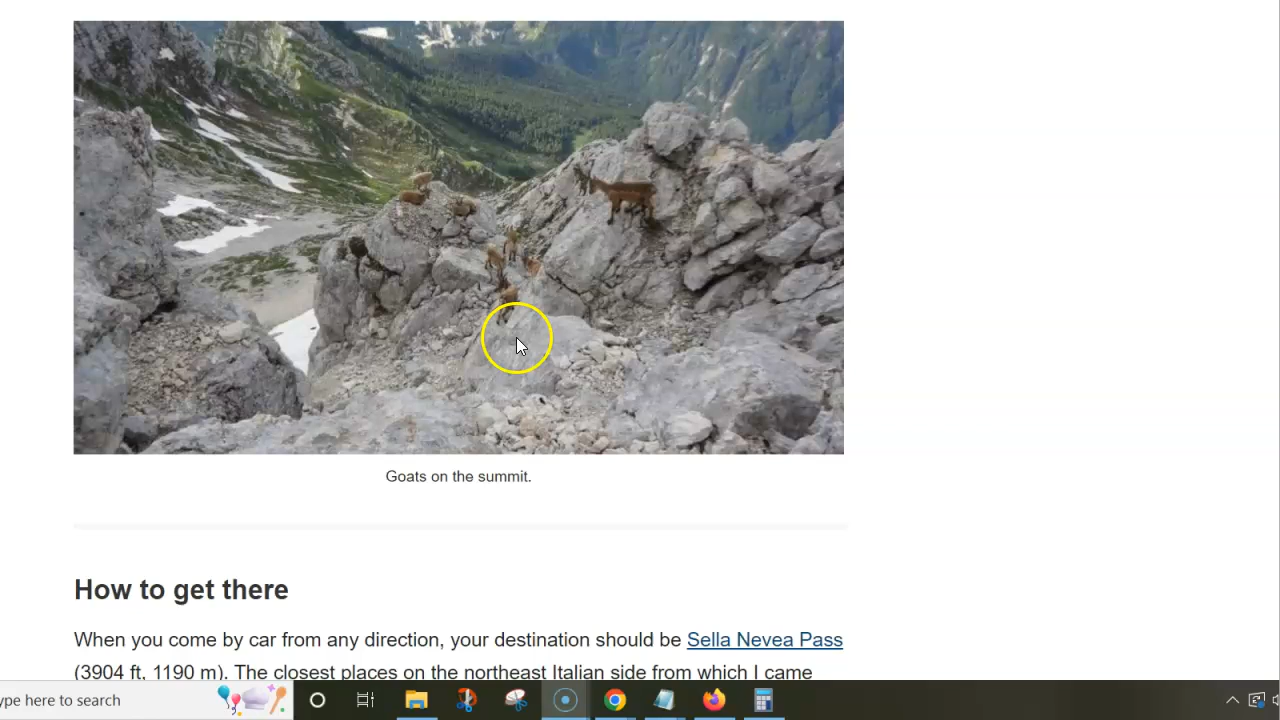 Goats on the summit.
How to get there
When you come by car from any direction, your destination should be Sella Nevea Pass
(3904 ft, 1190 m). The closest places on the northeast Italian side from which I came
ype here to search